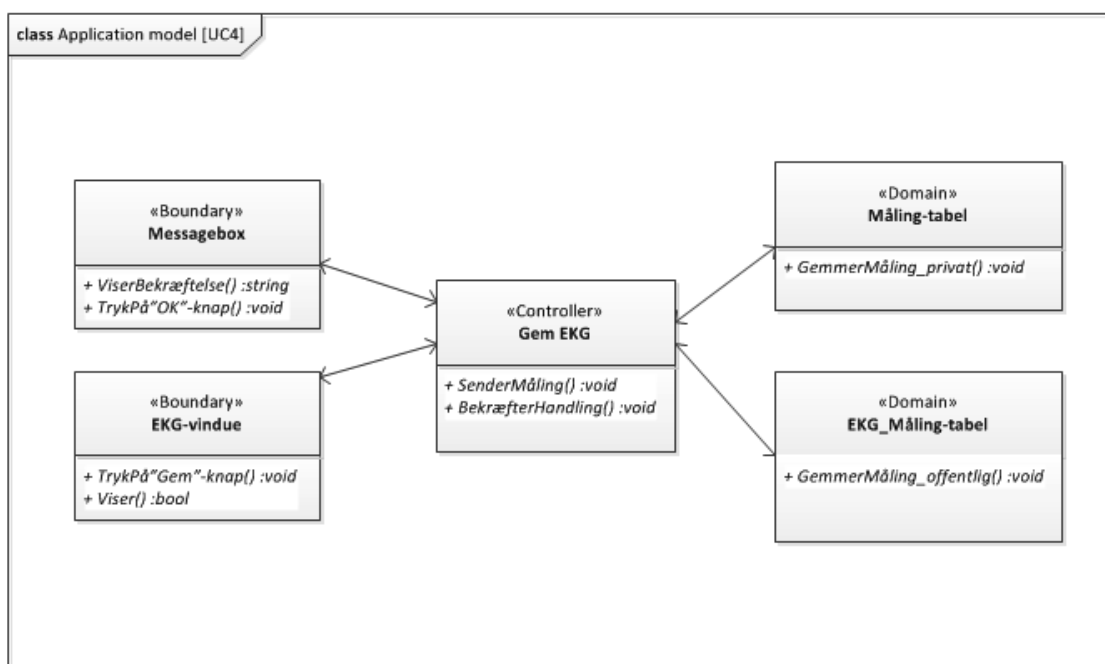 class Application model [UC4]
«Boundary»
Messagebox
+ ViserBekræftelse() :string
+ TrykPå"OK"-knap() :void
«Boundary»
EKG-vindue
+ TrykPå"Gem"-knap() :void
+ Viser() :bool
«Controller»
Gem EKG
+ SenderMåling() :void
+ BekræfterHandling() :void
«Domain»
Måling-tabel
+ GemmerMåling_privat() :void
«Domain»
EKG_Måling-tabel
+ GemmerMåling_offentlig() :void